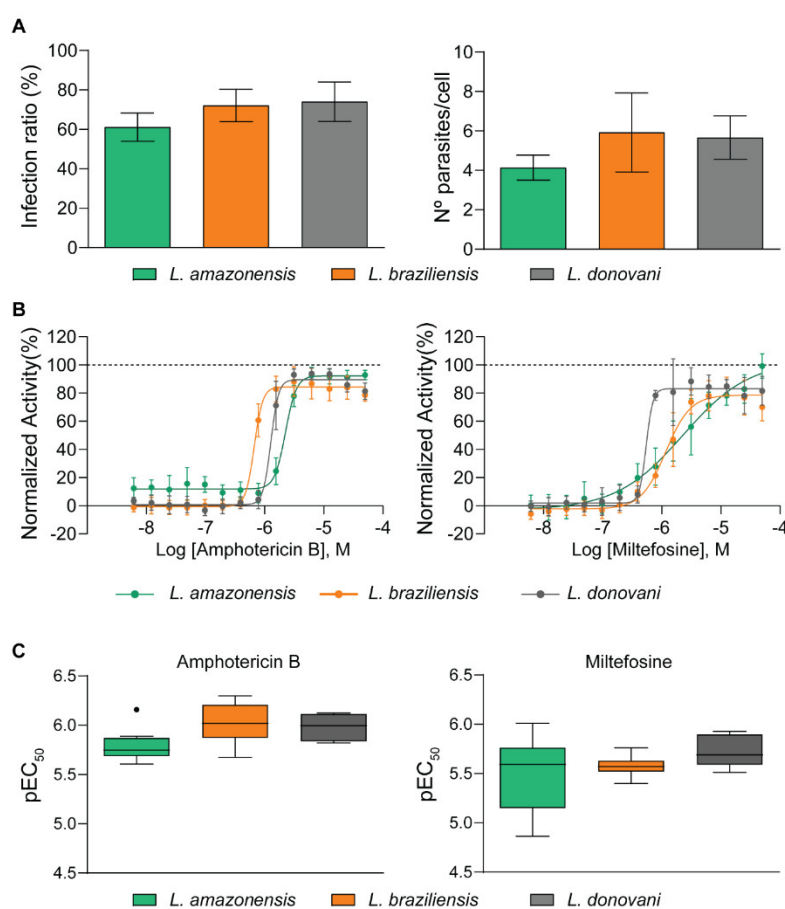 A
Infection ratio (%)
100
80
60
40
20
0
Nº parasites/cell
10
8
6
4
2
0
L. amazonensis L. braziliensis L. donovani
B
Normalized Activity(%)
120
100
80
60
40
20
0
-20
-8 -7 -6 -5 -4
Log [Amphotericin B], M
Normalized Activity(%)
120
100
80
60
40
20
0
-20
-9 -8 -7 -6 -5 -4
Log [Miltefosine], M
L. amazonensis L. braziliensis L. donovani
C
Amphotericin B
pEC50
6.5
6.0
5.5
5.0
4.5
Miltefosine
pEC50
6.5
6.0
5.5
5.0
4.5
L. amazonensis L. braziliensis L. donovani